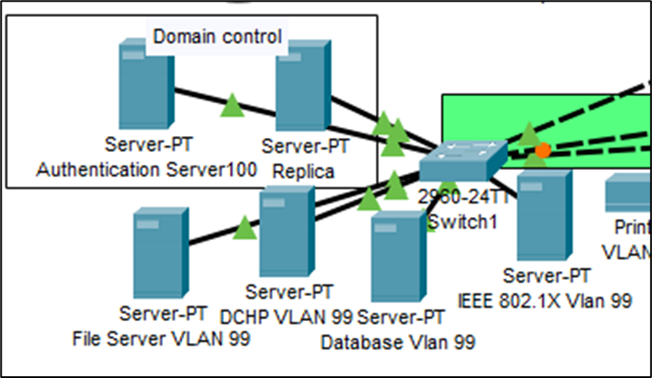 Domain control
Server-PT
Authentication Server100
Server-PT
Replica
2960-24TT
Switch1
Server-PT
File Server VLAN 99
Server-PT
DCHP VLAN 99
Server-PT
Database Vlan 99
Server-PT
IEEE 802.1X Vlan 99
Print
VLAN